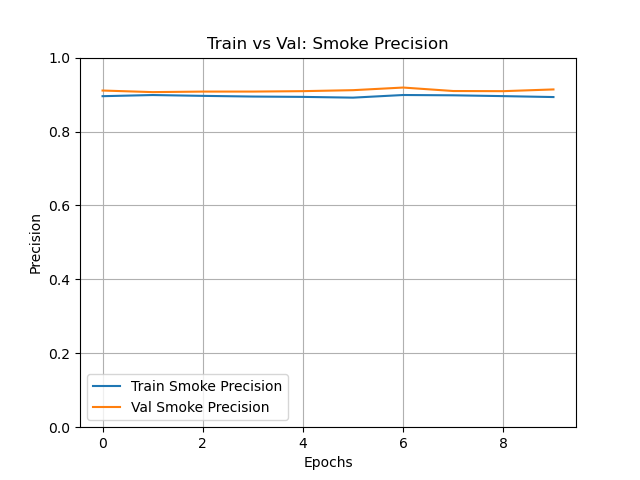 Train vs Val: Smoke Precision
1.0
0.8
0.6
0.4
0.2
0.0
Precision
Train Smoke Precision
Val Smoke Precision
0 2 4 6 8
Epochs